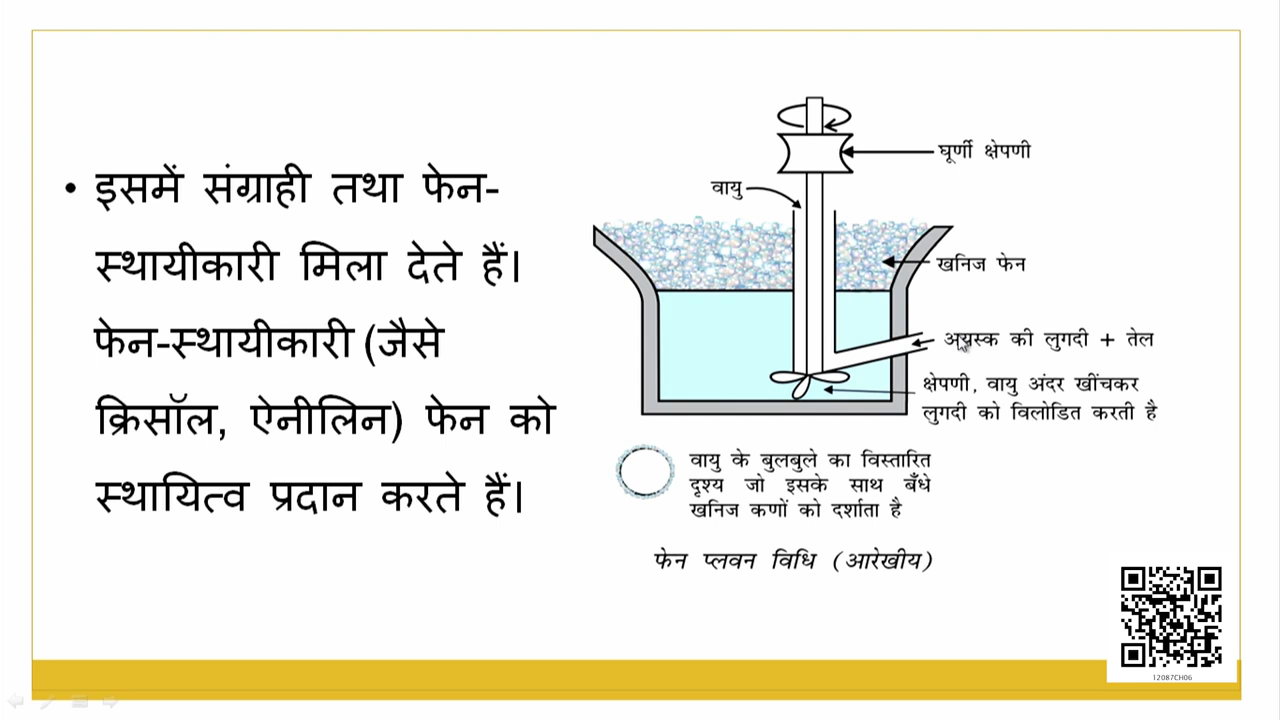 • इसमें संग्राही तथा फेन-
स्थायीकारी मिला देते हैं।
फेन-स्थायीकारी (जैसे
क्रिसॉल, ऐनीलिन) फेन को
स्थायित्व प्रदान करते हैं।
घूर्णी क्षेपणी
वायु
खनिज फेन
अयस्क की लुगदी + तेल
क्षेपणी, वायु अंदर खींचकर
लुगदी को विलोडित करती है
वायु के बुलबुले का विस्तारित
दृश्य जो इसके साथ बँधे
खनिज कणों को दर्शाता है
फेन प्लवन विधि (आरेखीय)
12087CH06